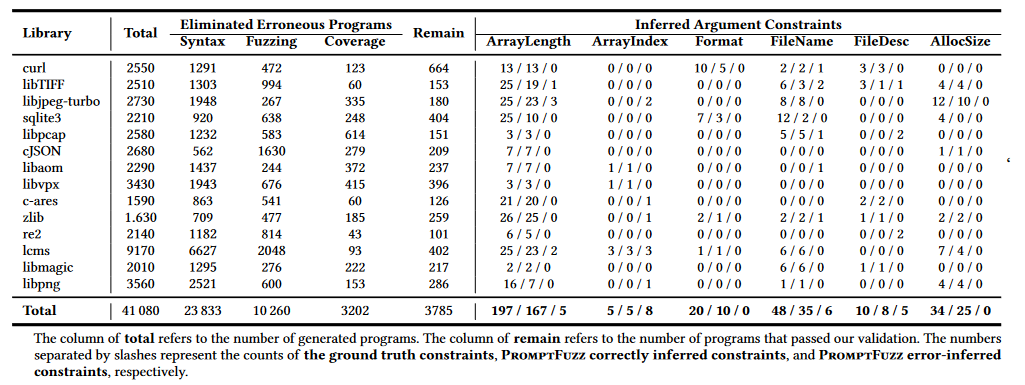 Library Total Eliminated Erroneous Programs Remain Inferred Argument Constraints
Syntax Fuzzing Coverage ArrayLength ArrayIndex Format FileName FileDesc AllocSize
curl 2550 1291 472 123 664 13 / 13 / 0 0 / 0 / 0 10 / 5 / 0 2 / 2 / 1 3 / 3 / 0 0 / 0 / 0
libTIFF 2510 1303 994 60 153 25 / 19 / 1 0 / 0 / 0 0 / 0 / 0 6 / 3 / 2 3 / 1 / 1 4 / 4 / 0
libjpeg-turbo 2730 1948 267 335 180 25 / 23 / 3 0 / 0 / 2 0 / 0 / 0 8 / 8 / 0 0 / 0 / 0 12 / 10 / 0
sqlite3 2210 920 638 248 404 25 / 10 / 0 0 / 0 / 0 7 / 3 / 0 12 / 2 / 0 0 / 0 / 0 4 / 0 / 0
libpcap 2580 1232 583 614 151 3 / 3 / 0 0 / 0 / 0 0 / 0 / 0 5 / 5 / 1 0 / 0 / 2 0 / 0 / 0
cJSON 2680 562 1630 279 209 7 / 7 / 0 0 / 0 / 0 0 / 0 / 0 0 / 0 / 0 0 / 0 / 0 1 / 1 / 0
libaom 2290 1437 244 372 237 7 / 7 / 0 1 / 1 / 0 0 / 0 / 0 0 / 0 / 1 0 / 0 / 0 0 / 0 / 0
libvpx 3430 1943 676 415 396 3 / 3 / 0 1 / 1 / 0 0 / 0 / 0 0 / 0 / 0 0 / 0 / 0 0 / 0 / 0
c-ares 1590 863 541 60 126 21 / 20 / 0 0 / 0 / 1 0 / 0 / 0 0 / 0 / 0 2 / 2 / 0 0 / 0 / 0
zlib 1.630 709 477 185 259 26 / 25 / 0 0 / 0 / 1 2 / 1 / 0 2 / 2 / 1 1 / 1 / 0 2 / 2 / 0
re2 2140 1182 814 43 101 6 / 5 / 0 0 / 0 / 0 0 / 0 / 0 0 / 0 / 0 0 / 0 / 2 0 / 0 / 0
lcms 9170 6627 2048 93 402 25 / 23 / 2 3 / 3 / 3 1 / 1 / 0 6 / 6 / 0 0 / 0 / 0 7 / 4 / 0
libmagic 2010 1295 276 222 217 2 / 2 / 0 0 / 0 / 0 0 / 0 / 0 6 / 6 / 0 1 / 1 / 0 0 / 0 / 0
libpng 3560 2521 600 153 286 16 / 7 / 0 0 / 0 / 1 0 / 0 / 0 1 / 1 / 0 0 / 0 / 0 4 / 4 / 0
Total 41 080 23 833 10 260 3202 3785 197 / 167 / 5 5 / 5 / 8 20 / 10 / 0 48 / 35 / 6 10 / 8 / 5 34 / 25 / 0
The column of total refers to the number of generated programs. The column of remain refers to the number of programs that passed our validation. The numbers
separated by slashes represent the counts of the ground truth constraints, PromptFuzz correctly inferred constraints, and PromptFuzz error-inferred
constraints, respectively.